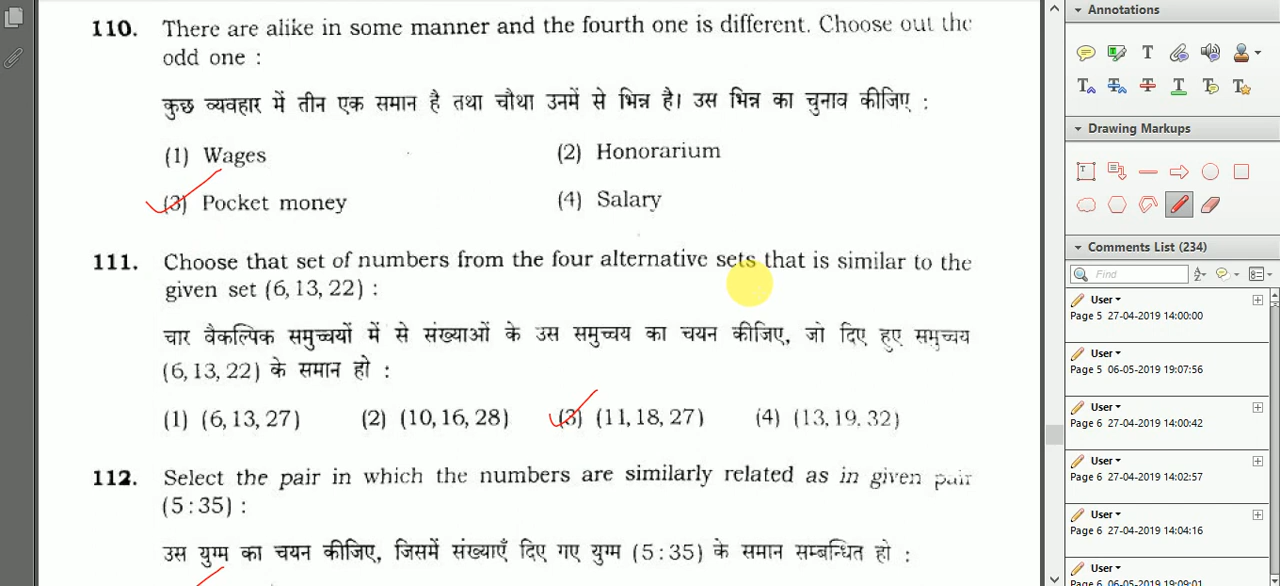 110. There are alike in some manner and the fourth one is different. Choose out the
odd one :
कुछ व्यवहार में तीन एक समान है तथा चौथा उनमें से भिन्न है। उस भिन्न का चुनाव कीजिए :
(1) Wages (2) Honorarium
(3) Pocket money (4) Salary
111. Choose that set of numbers from the four alternative sets that is similar to the
given set (6, 13, 22) :
चार वैकल्पिक समुच्चयों में से संख्याओं के उस समुच्चय का चयन कीजिए, जो दिए हुए समुच्चय
(6, 13, 22) के समान हो :
(1) (6, 13, 27) (2) (10, 16, 28) (3) (11, 18, 27) (4) (13, 19, 32)
112. Select the pair in which the numbers are similarly related as in given pair
(5 : 35) :
उस युग्म का चयन कीजिए, जिसमें संख्याएँ दिए गए युग्म (5 : 35) के समान सम्बन्धित हो :
Annotations
Drawing Markups
Comments List (234)
Find
User
Page 5 27-04-2019 14:00:00
User
Page 5 06-05-2019 19:07:56
User
Page 6 27-04-2019 14:00:42
User
Page 6 27-04-2019 14:02:57
User
Page 6 27-04-2019 14:04:16
User
Page 6 06-05-2019 19:09:01